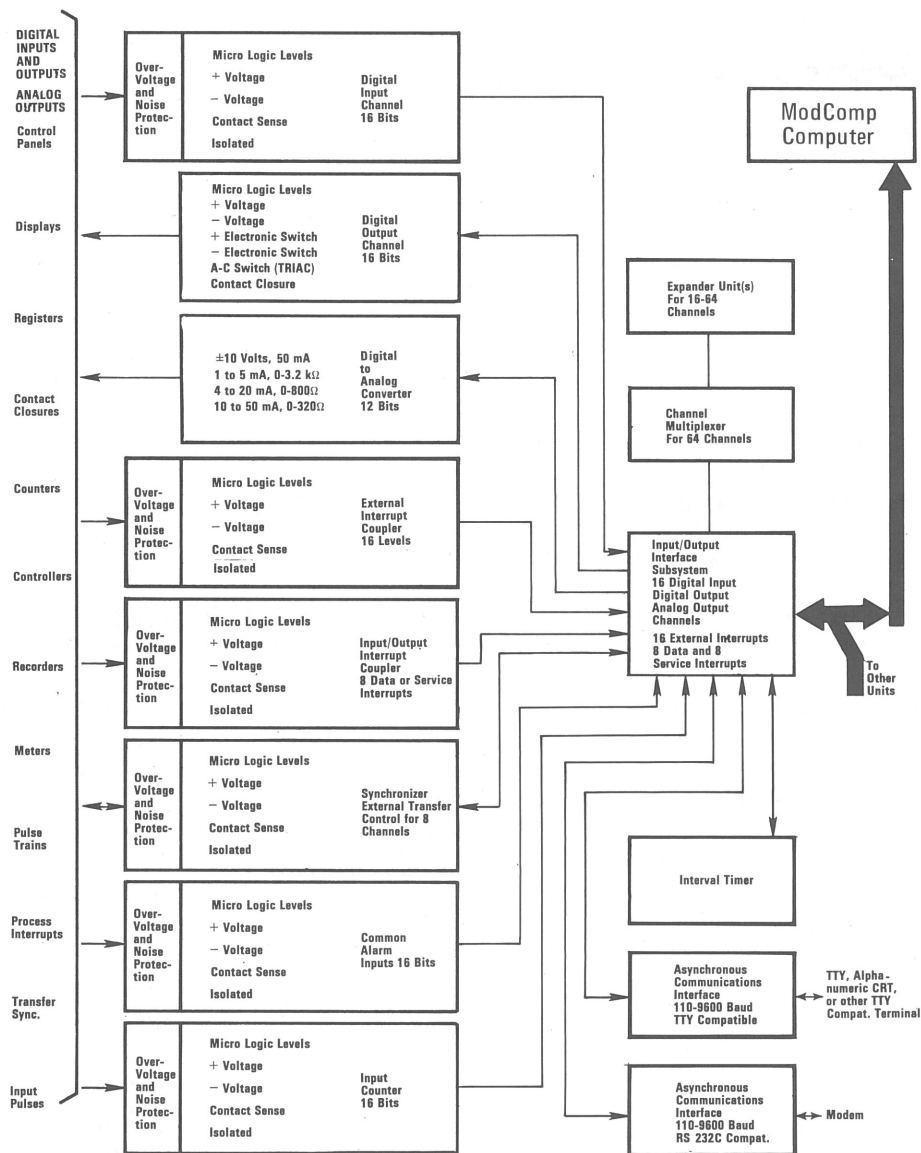 DIGITAL
INPUTS
AND
OUTPUTS
ANALOG
OUTPUTS
Control
Panels
Displays
Registers
Contact
Closures
Counters
Controllers
Recorders
Meters
Pulse
Trains
Process
Interrupts
Transfer
Sync.
Input
Pulses
Over-
Voltage
and
Noise
Protec-
tion
Micro Logic Levels
+ Voltage
− Voltage
Contact Sense
Isolated
Digital
Input
Channel
16 Bits
Micro Logic Levels
+ Voltage
− Voltage
+ Electronic Switch
− Electronic Switch
A-C Switch (TRIAC)
Contact Closure
Digital
Output
Channel
16 Bits
±10 Volts, 50 mA
1 to 5 mA, 0-3.2 kΩ
4 to 20 mA, 0-800Ω
10 to 50 mA, 0-320Ω
Digital
to
Analog
Converter
12 Bits
Over-
Voltage
and
Noise
Protec-
tion
Micro Logic Levels
+ Voltage
− Voltage
Contact Sense
Isolated
External
Interrupt
Coupler
16 Levels
Over-
Voltage
and
Noise
Protec-
tion
Micro Logic Levels
+ Voltage
− Voltage
Contact Sense
Isolated
Input/Output
Interrupt
Coupler
8 Data or Service
Interrupts
Over-
Voltage
and
Noise
Protec-
tion
Micro Logic Levels
+ Voltage
− Voltage
Contact Sense
Isolated
Synchronizer
External Transfer
Control for 8
Channels
Over-
Voltage
and
Noise
Protec-
tion
Micro Logic Levels
+ Voltage
− Voltage
Contact Sense
Isolated
Common
Alarm
Inputs 16 Bits
Over-
Voltage
and
Noise
Protec-
tion
Micro Logic Levels
+ Voltage
− Voltage
Contact Sense
Isolated
Input
Counter
16 Bits
ModComp
Computer
Expander Unit(s)
For 16-64
Channels
Channel
Multiplexer
For 64 Channels
Input/Output
Interface
Subsystem
16 Digital Input
Digital Output
Analog Output
Channels
16 External Interrupts
8 Data and 8
Service Interrupts
To
Other
Units
Interval Timer
Asynchronous
Communications
Interface
110-9600 Baud
TTY Compatible
TTY, Alpha-
numeric CRT,
or other TTY
Compat. Terminal
Asynchronous
Communications
Interface
110-9600 Baud
RS 232C Compat.
Modem